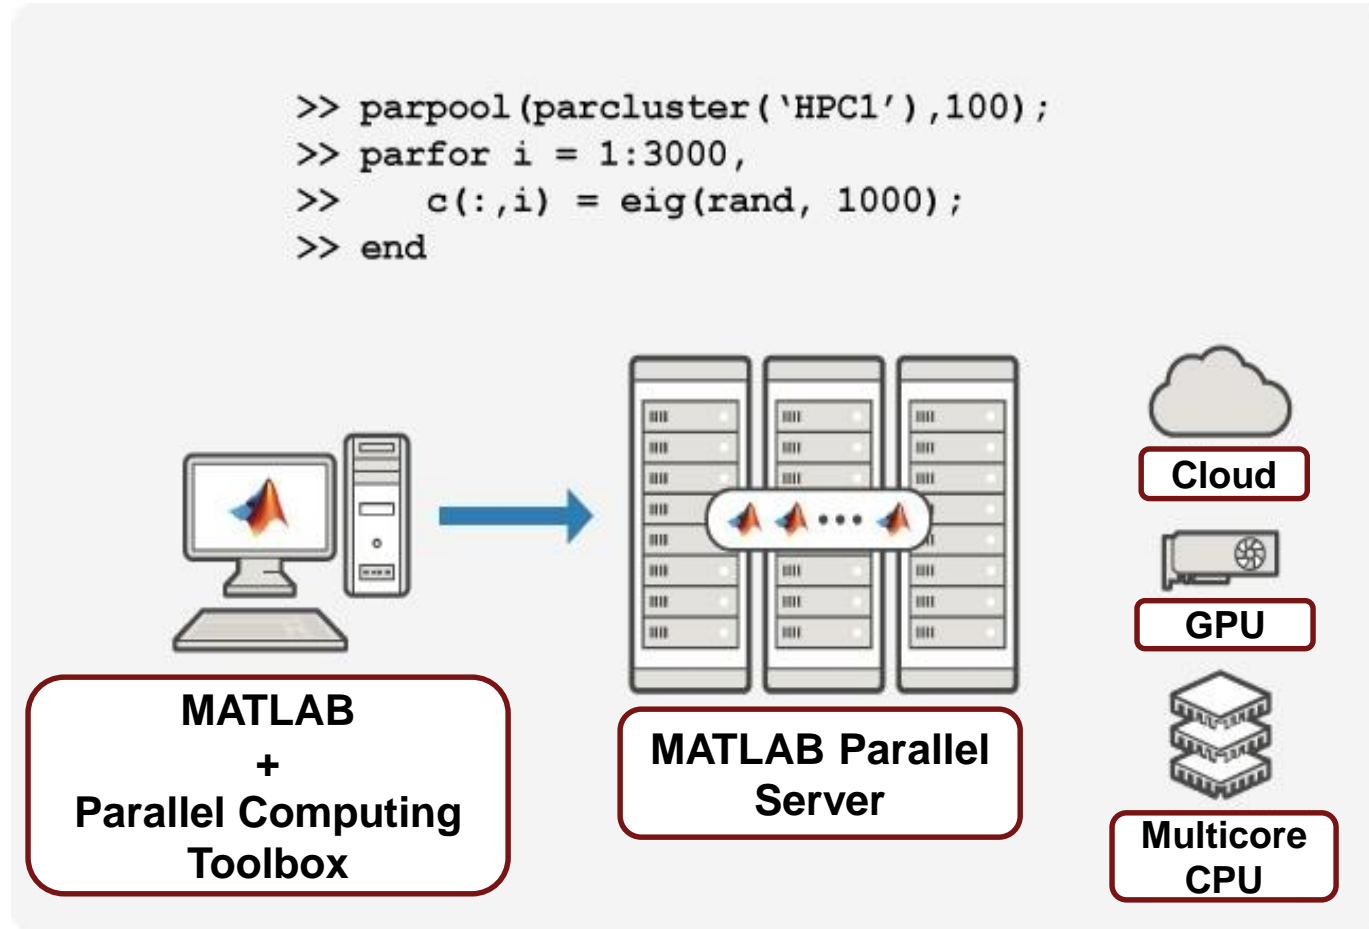 >> parpool(parcluster(‘HPC1’),100);
>> parfor i = 1:3000,
>>    c(:,i) = eig(rand, 1000);
>> end
Cloud
GPU
MATLAB
+
Parallel Computing
Toolbox
MATLAB Parallel
Server
Multicore
CPU